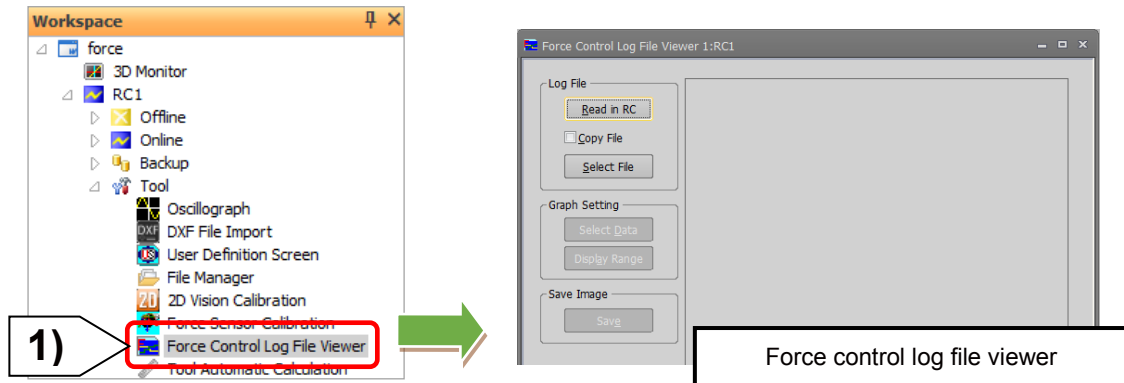 Workspace
force
3D Monitor
RC1
Offline
Online
Backup
Tool
Oscillograph
DXF File Import
User Definition Screen
File Manager
2D Vision Calibration
Force Sensor Calibration
1)
Force Control Log File Viewer
Tool Automatic Calculation
Force Control Log File Viewer 1:RC1
Log File
Read in RC
Copy File
Select File
Graph Setting
Select Data
Display Range
Save Image
Save
Force control log file viewer